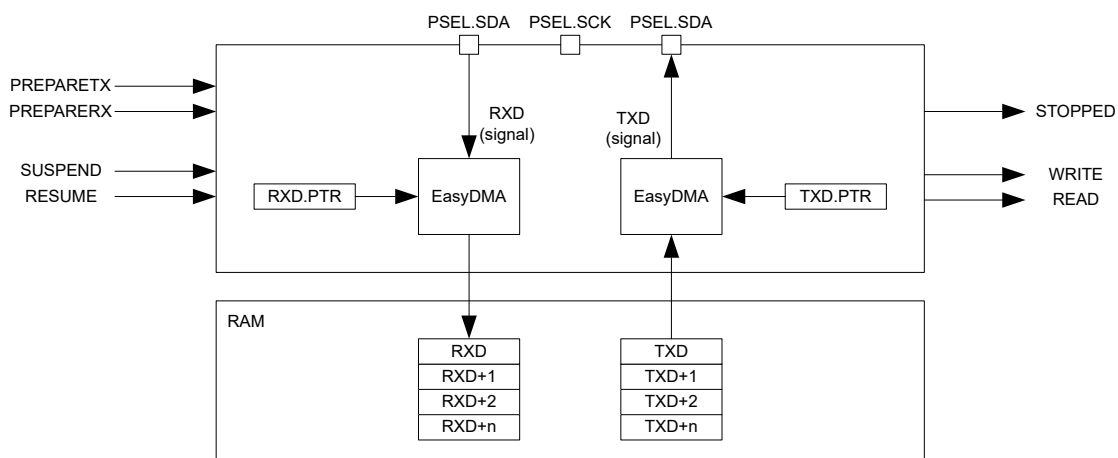 PSEL.SDA
PSEL.SCK
PSEL.SDA
PREPARETX
PREPARERX
SUSPEND
RESUME
RXD
(signal)
TXD
(signal)
RXD.PTR
EasyDMA
EasyDMA
TXD.PTR
STOPPED
WRITE
READ
RAM
RXD
RXD+1
RXD+2
RXD+n
TXD
TXD+1
TXD+2
TXD+n